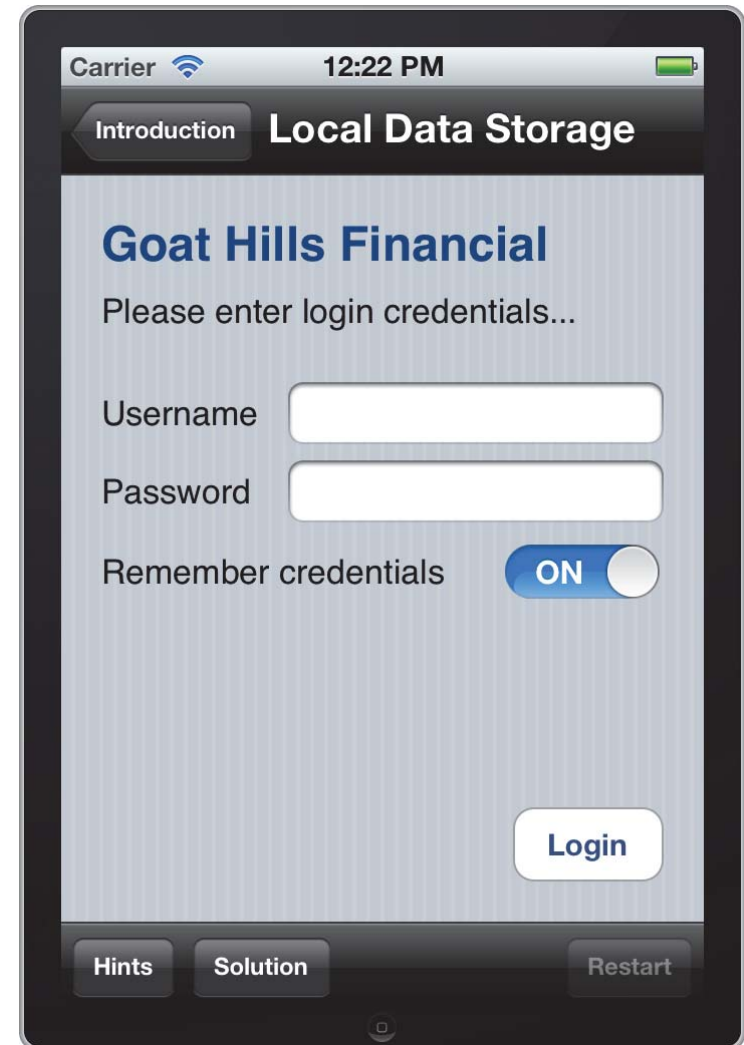 Carrier 12:22 PM
Introduction Local Data Storage
Goat Hills Financial
Please enter login credentials...
Username
Password
Remember credentials ON
Login
Hints Solution Restart